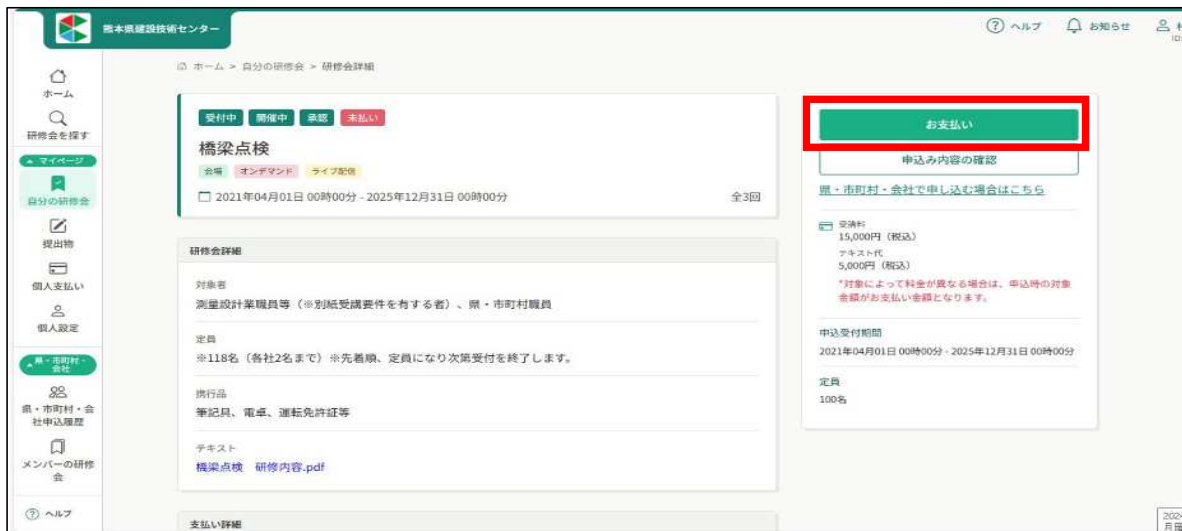 熊本県建設技術センター
ヘルプ
お知らせ
ホーム > 自分の研修会 > 研修会詳細
ホーム
研修会を探す
マイページ
自分の研修会
提出物
個人支払い
個人設定
県・市町村・
会社
県・市町村・会
社申込履歴
メンバーの研修
会
ヘルプ
受付中 開催中 承認 未払い
橋梁点検
会場 オンデマンド ライブ配信
2021年04月01日 00時00分 - 2025年12月31日 00時00分
全3回
研修会詳細
対象者
測量設計業職員等（※別紙受講要件を有する者）、県・市町村職員
定員
※118名（各社2名まで）※先着順、定員になり次第受付を終了します。
携行品
筆記具、電卓、運転免許証等
テキスト
橋梁点検 研修内容.pdf
支払い詳細
お支払い
申込み内容の確認
県・市町村・会社で申し込む場合はこちら
受講料
15,000円（税込）
テキスト代
5,000円（税込）
*対象によって料金が異なる場合は、申込時の対象
金額がお支払い金額となります。
申込受付期間
2021年04月01日 00時00分 - 2025年12月31日 00時00分
定員
100名
2024